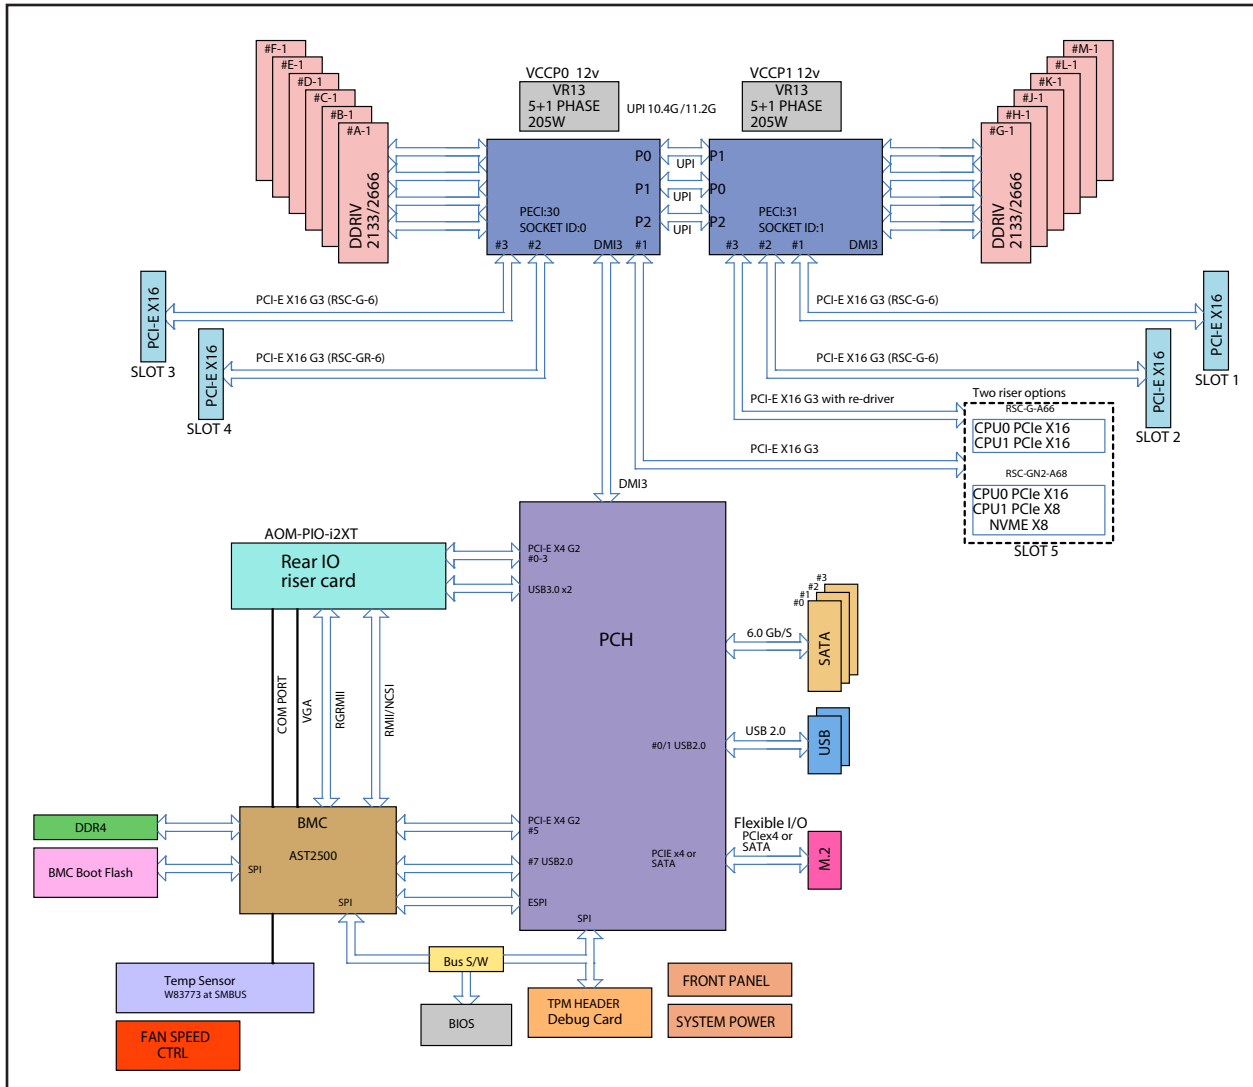 VCCP0 12v
VR13
5+1 PHASE
205W
UPI 10.4G/11.2G
VCCP1 12v
VR13
5+1 PHASE
205W
#F-1
#E-1
#D-1
#C-1
#B-1
#A-1
DDRIV
2133/2666
#M-1
#L-1
#K-1
#J-1
#H-1
#G-1
DDRIV
2133/2666
P0
P1
P2
PECI:30
SOCKET ID:0
#3
#2
DMI3
#1
UPI
UPI
UPI
P1
P0
P2
PECI:31
SOCKET ID:1
#3
#2
#1
DMI3
PCI-E X16
SLOT 3
PCI-E X16 G3 (RSC-G-6)
PCI-E X16
SLOT 4
PCI-E X16 G3 (RSC-GR-6)
PCI-E X16 G3 (RSC-G-6)
PCI-E X16
SLOT 1
PCI-E X16 G3 (RSC-G-6)
PCI-E X16
SLOT 2
PCI-E X16 G3 with re-driver
PCI-E X16 G3
Two riser options
RSC-G-A66
CPU0 PCIe X16
CPU1 PCIe X16
RSC-GN2-A68
CPU0 PCIe X16
CPU1 PCIe X8
NVME X8
SLOT 5
DMI3
AOM-PIO-i2XT
Rear IO
riser card
PCI-E X4 G2
#0-3
USB3.0 x2
PCH
6.0 Gb/S
#0
#1
#2
#3
SATA
COM PORT
VGA
RGRMII
RMII/NCSI
#0/1 USB2.0
USB 2.0
USB
DDR4
BMC Boot Flash
BMC
AST2500
SPI
SPI
PCI-E X4 G2
#5
#7 USB2.0
ESPI
SPI
PCIE x4 or
SATA
Flexible I/O
PCIex4 or
SATA
M.2
Bus S/W
BIOS
TPM HEADER
Debug Card
Temp Sensor
W83773 at SMBUS
FAN SPEED
CTRL
FRONT PANEL
SYSTEM POWER